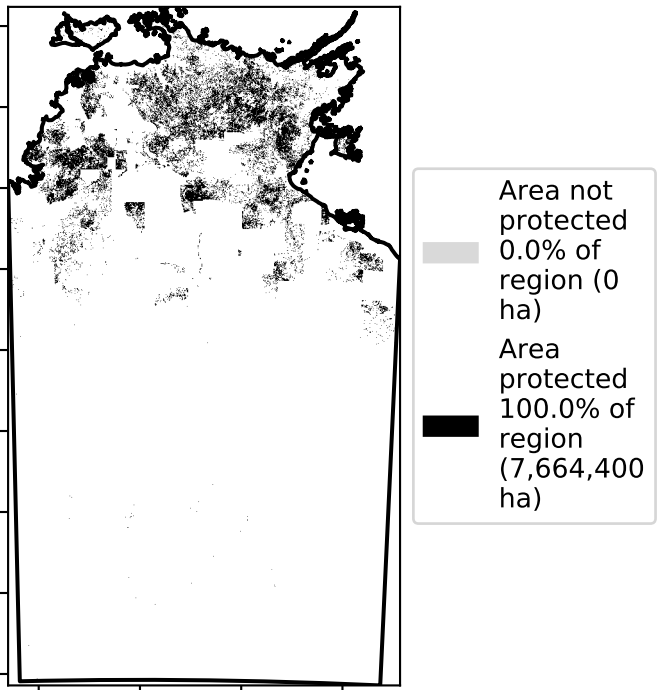 Area not
protected
0.0% of
region (0
ha)
Area
protected
100.0% of
region
(7,664,400
ha)